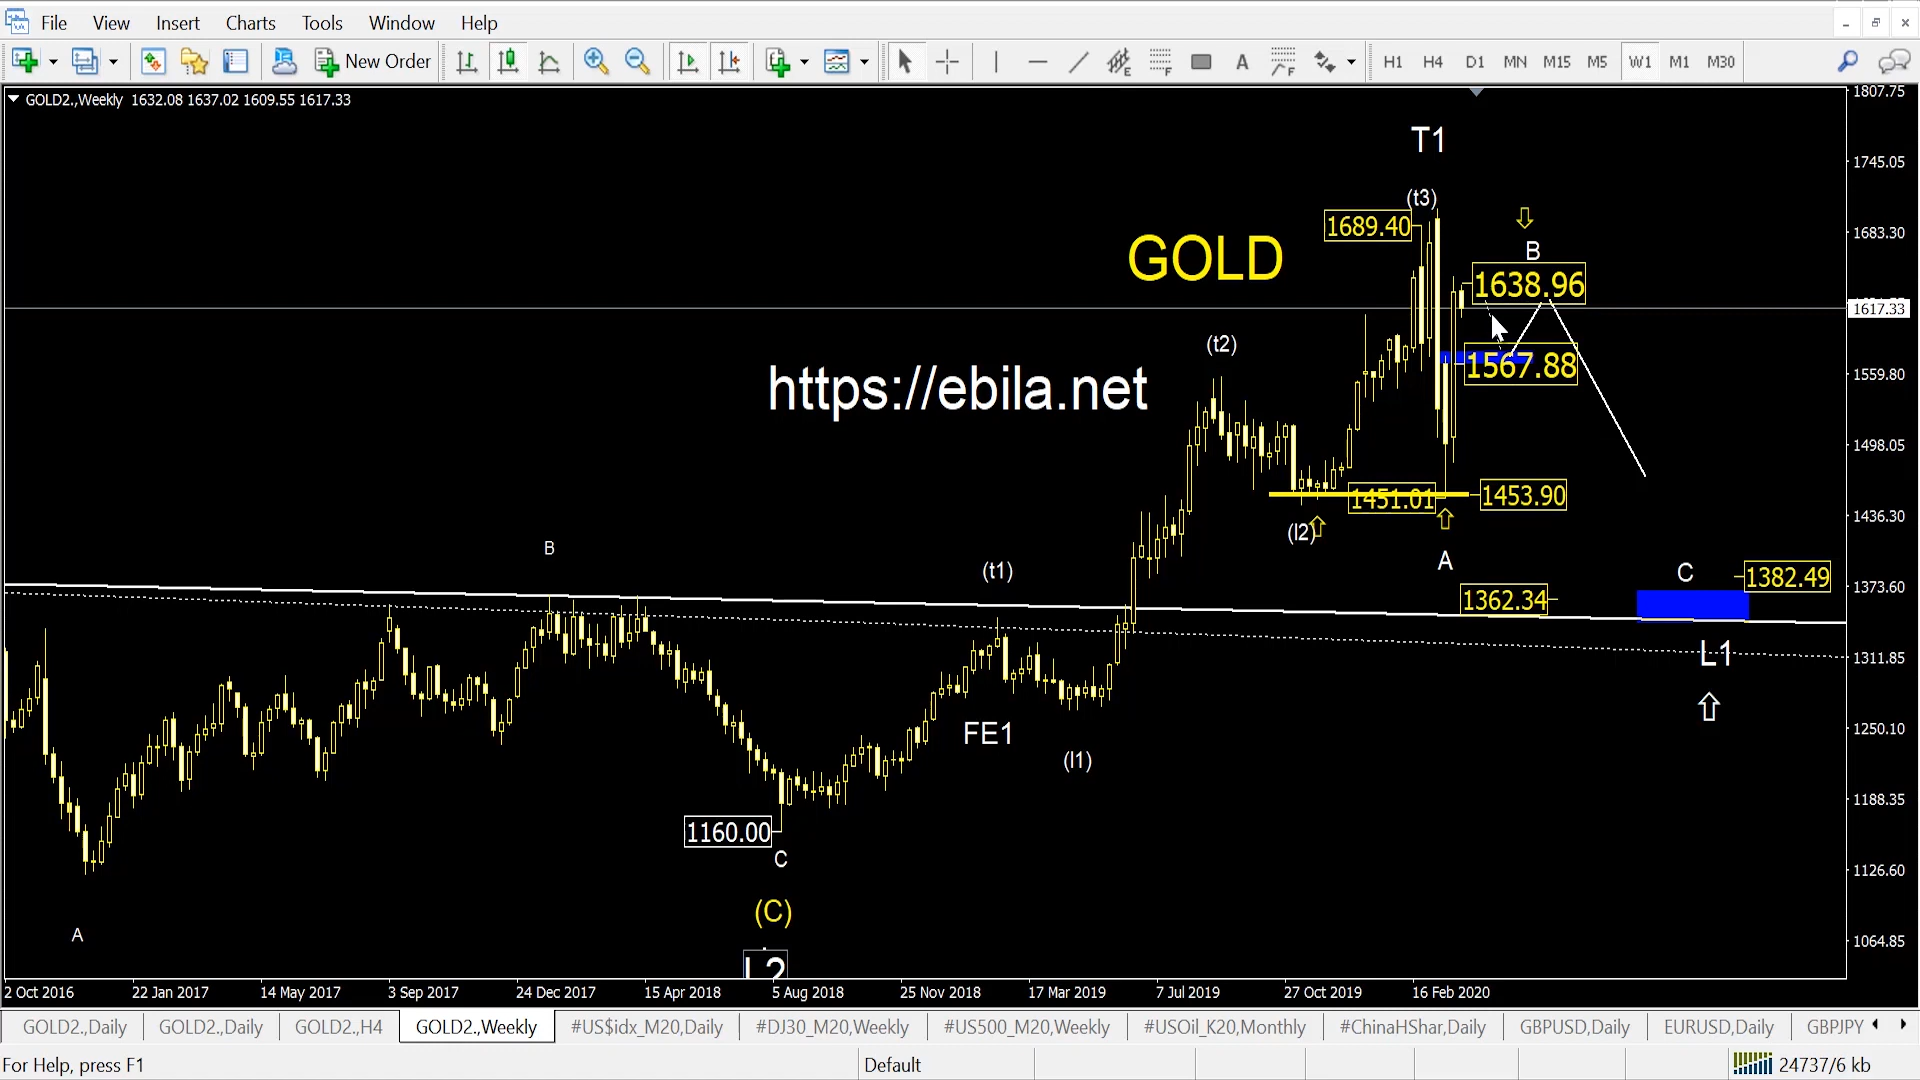 File View Insert Charts Tools Window Help
New Order H1 H4 D1 MN M15 M5 W1 M1 M30
GOLD2.,Weekly 1632.08 1637.02 1609.55 1617.33
1807.75
T1
1745.05
(t3)
1689.40
1683.30
GOLD
B
1638.96
1617.33
(t2)
1567.88
1559.80
https://ebila.net
1498.05
1451.01
1453.90
1436.30
(l2)
A
B
(t1)
C
1382.49
1373.60
1362.34
1311.85
L1
FE1
1250.10
(l1)
1188.35
1160.00
C
1126.60
(C)
A
1064.85
L2
2 Oct 2016 22 Jan 2017 14 May 2017 3 Sep 2017 24 Dec 2017 15 Apr 2018 5 Aug 2018 25 Nov 2018 17 Mar 2019 7 Jul 2019 27 Oct 2019 16 Feb 2020
GOLD2.,Daily GOLD2.,Daily GOLD2.,H4 GOLD2.,Weekly #US$idx_M20,Daily #DJ30_M20,Weekly #US500_M20,Weekly #USOil_K20,Monthly #ChinaHShar,Daily GBPUSD,Daily EURUSD,Daily GBPJPY
For Help, press F1 Default 24737/6 kb